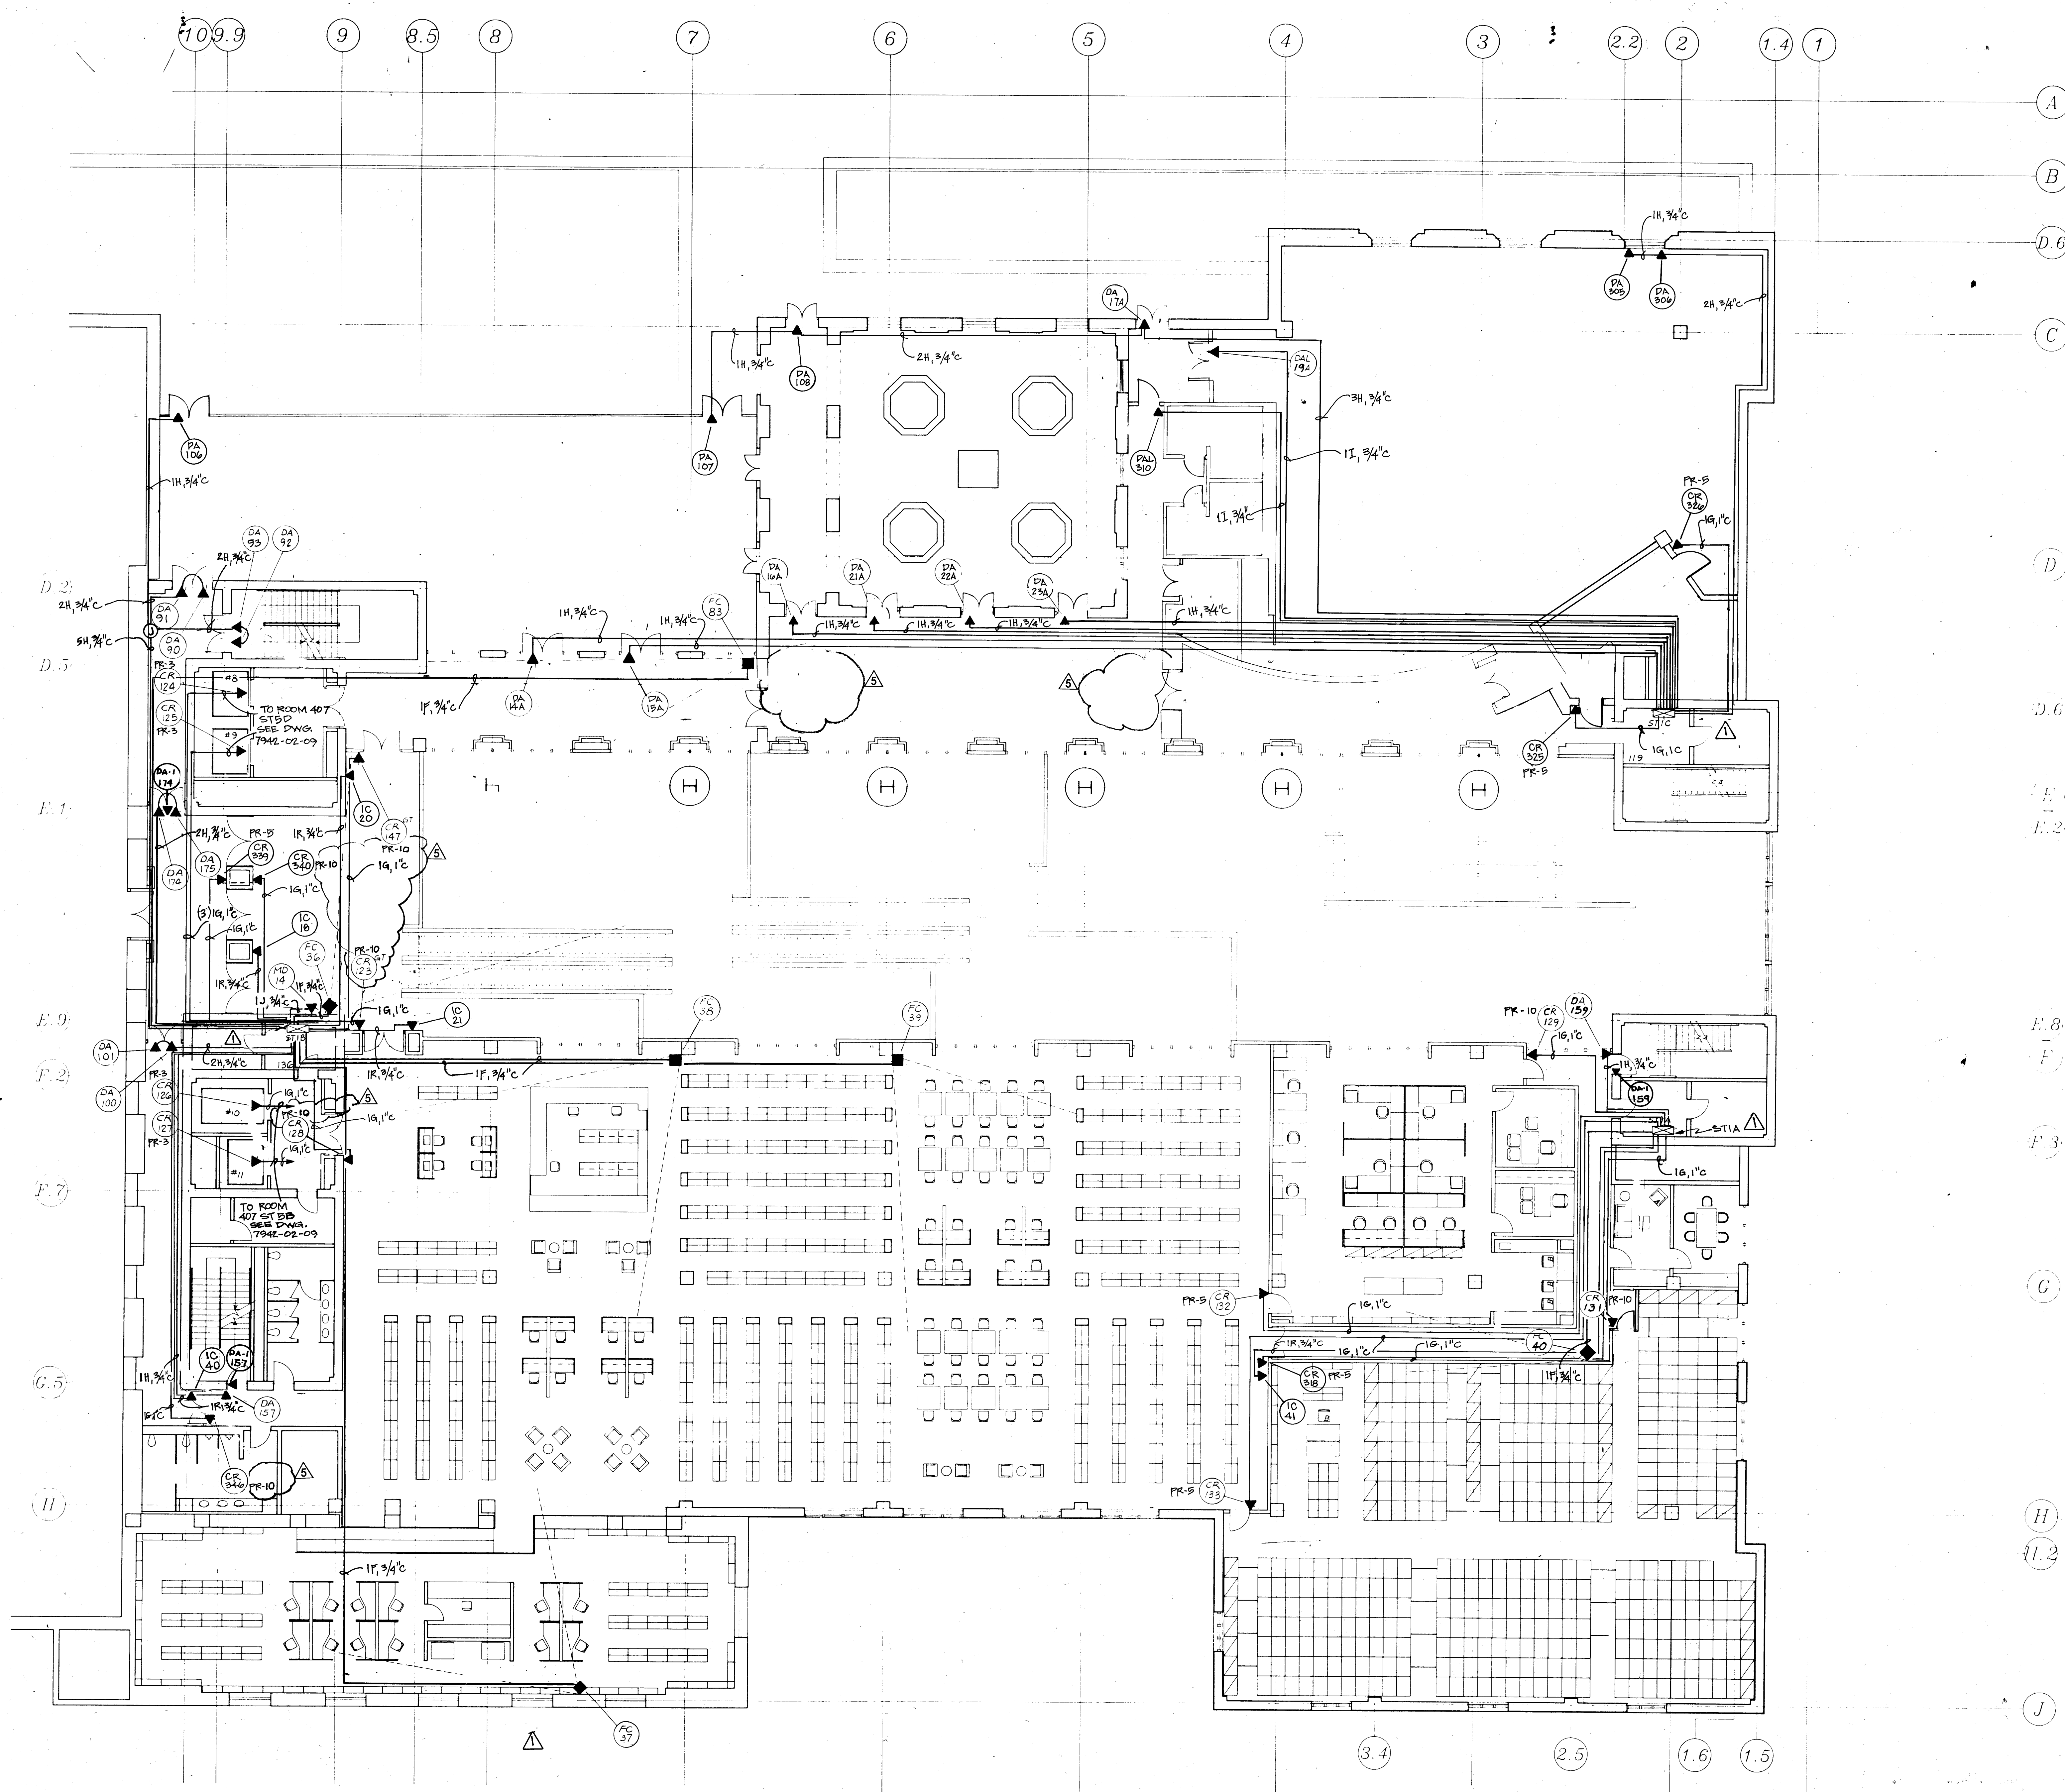 10
9.9
9
8.5
8
7
6
5
4
3
2.2
2
1.4
1
A
B
D.6
C
D
1H, 3/4"C
DA
305
DA
306
2H, 3/4"C
DA
17A
1H, 3/4"C
DA
108
2H, 3/4"C
DAL
19A
3H, 3/4"C
DA
106
DA
107
DAL
310
1I, 3/4"C
1H, 3/4"C
1I, 3/4"C
PR-5
CR
326
1G, 1"C
DA
93
DA
92
2H, 3/4"C
D.2
2H, 3/4"C
DA
91
5H, 3/4"C
DA
90
1H, 3/4"C
1H, 3/4"C
FC
83
DA
16A
DA
21A
DA
22A
DA
23A
1H, 3/4"C
1H, 3/4"C
1H, 3/4"C
1H, 3/4"C
D.5
PR-3
CR
124
#8
CR
125
PR-3
#9
TO ROOM 407
ST5D
SEE DWG.
7942-02-09
1F, 3/4"C
DA
14A
DA
15A
5
5
D.6
ST1C
1
1G, 1C
CR
325
PR-5
119
H
H
H
H
H
DA-1
174
IC
20
E.1
E.2
2H, 3/4"C
PR-5
1R, 3/4"C
CR
147
GT
PR-10
5
CR
339
CR
340
PR-10
DA
175
DA
174
1G, 1"C
1G, 1"C
(3)1G, 1"C
1G, 1"C
IC
18
FC
36
PR-10
CR
123
GT
MD
14
1R, 3/4"C
1F, 3/4"C
1J, 3/4"C
1G, 1"C
IC
21
E.9
ST1B
1
136
DA
101
2H, 3/4"C
1R, 3/4"C
1F, 3/4"C
FC
38
FC
39
PR-10
CR
129
DA
159
1G, 1"C
E.8
F
1H, 3/4"C
DA-1
159
ST1A
1
F.2
DA
100
PR-3
CR
126
#10
CR
127
PR-3
#11
1G, 1"C
PR-10
5
CR
128
1G, 1"C
1G, 1"C
F.3
1G, 1"C
F.7
TO ROOM
407 ST 5B
SEE DWG.
7942-02-09
G
PR-5
CR
132
1G, 1"C
CR
131
PR-10
1R, 3/4"C
1G, 1"C
1G, 1"C
FC
40
1F, 3/4"C
CR
318
PR-5
IC
41
G.5
1H, 3/4"C
IC
40
DA-1
157
1R, 3/4"C
DA
157
1G, 1"C
CR
346
PR-10
5
PR-5
CR
133
H
H
H.2
1F, 3/4"C
FC
37
1
J
3.4
2.5
1.6
1.5